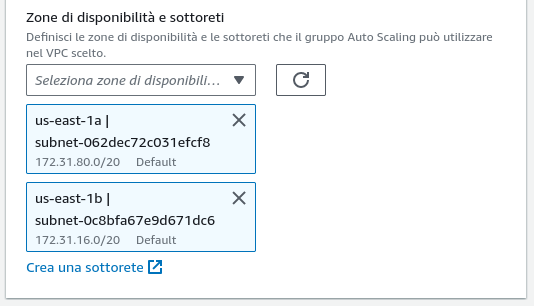 Zone di disponibilità e sottoreti
Definisci le zone di disponibilità e le sottoreti che il gruppo Auto Scaling può utilizzare
nel VPC scelto.
Seleziona zone di disponibili...
us-east-1a |
subnet-062dec72c031efcf8
172.31.80.0/20 Default
us-east-1b |
subnet-0c8bfa67e9d671dc6
172.31.16.0/20 Default
Crea una sottorete